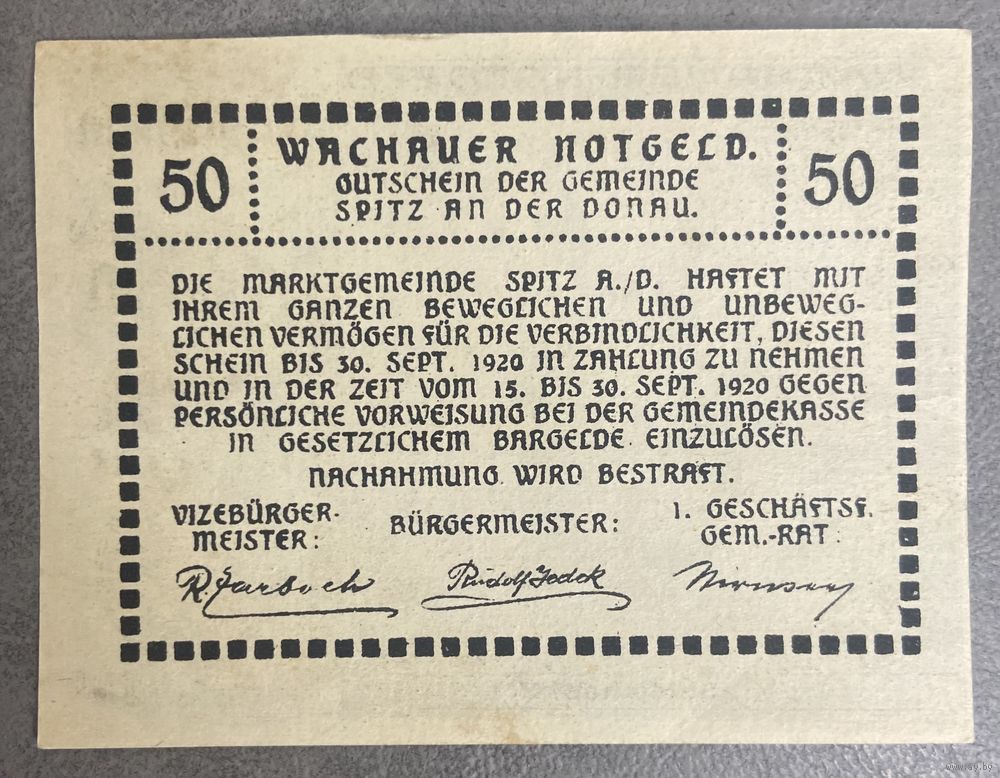 50
WACHAUER NOTGELD.
GUTSCHEIN DER GEMEINDE
SPITZ AN DER DONAU.
50
DIE MARKTGEMEINDE SPITZ A./D. HAFTET MIT
IHREM GANZEN BEWEGLICHEN UND UNBEWEG-
LICHEN VERMÖGEN FÜR DIE VERBINDLICHKEIT, DIESEN
SCHEIN BIS 30. SEPT. 1920 IN ZAHLUNG ZU NEHMEN
UND IN DER ZEIT VOM 15. BIS 30. SEPT. 1920 GEGEN
PERSÖNLICHE VORWEISUNG BEI DER GEMEINDEKASSE
IN GESETZLICHEM BARGELDE EINZULÖSEN.
NACHAHMUNG WIRD BESTRAFT.
VIZEBÜRGER-
MEISTER:
BÜRGERMEISTER:
1. GESCHÄFTSF.
GEM.-RAT:
R.
Rudolf
www.ay.by